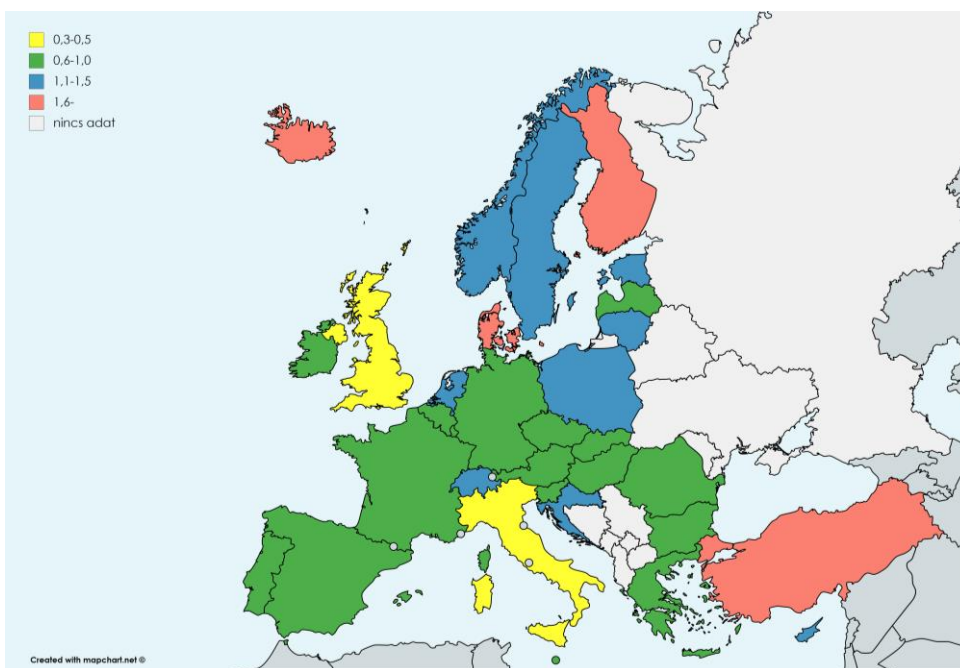 0,3-0,5
0,6-1,0
1,1-1,5
1,6-
nincs adat
Created with mapchart.net ©